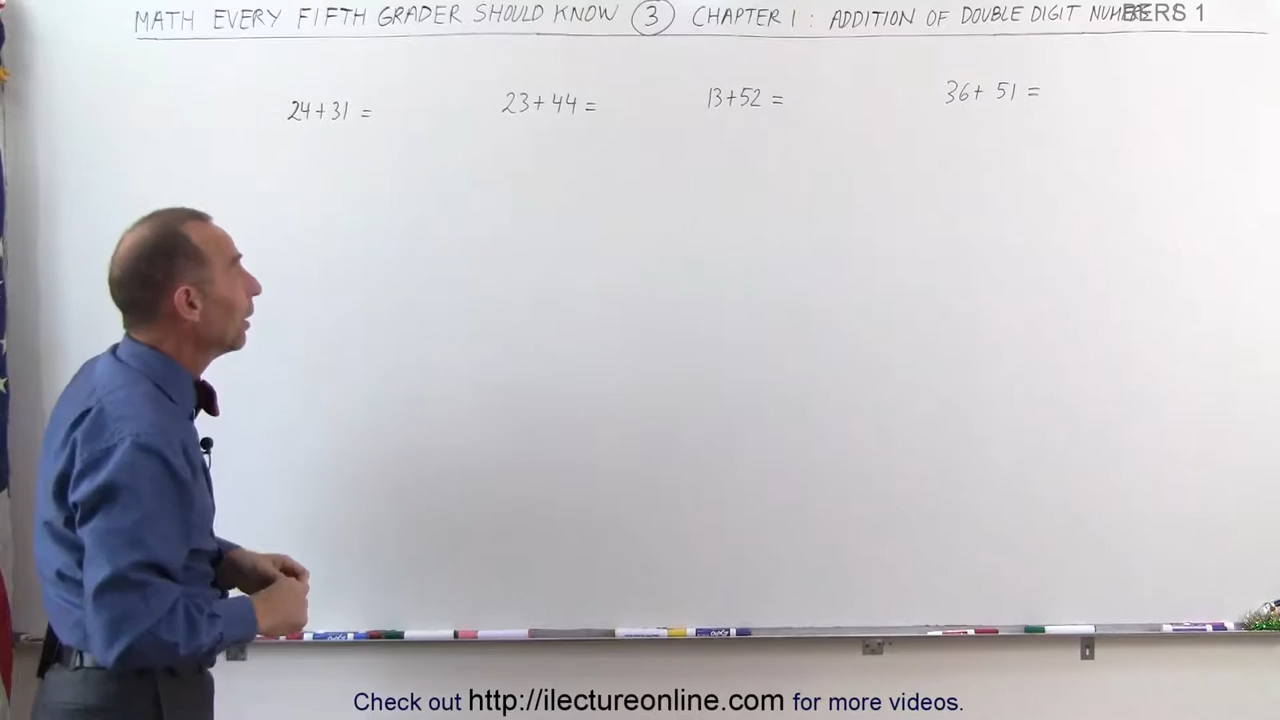 MATH EVERY FIFTH GRADER SHOULD KNOW 3 CHAPTER 1 : ADDITION OF DOUBLE DIGIT NUMBERS 1
24+31 = 23+44 = 13+52 = 36+ 51 =
Check out http://ilectureonline.com for more videos.